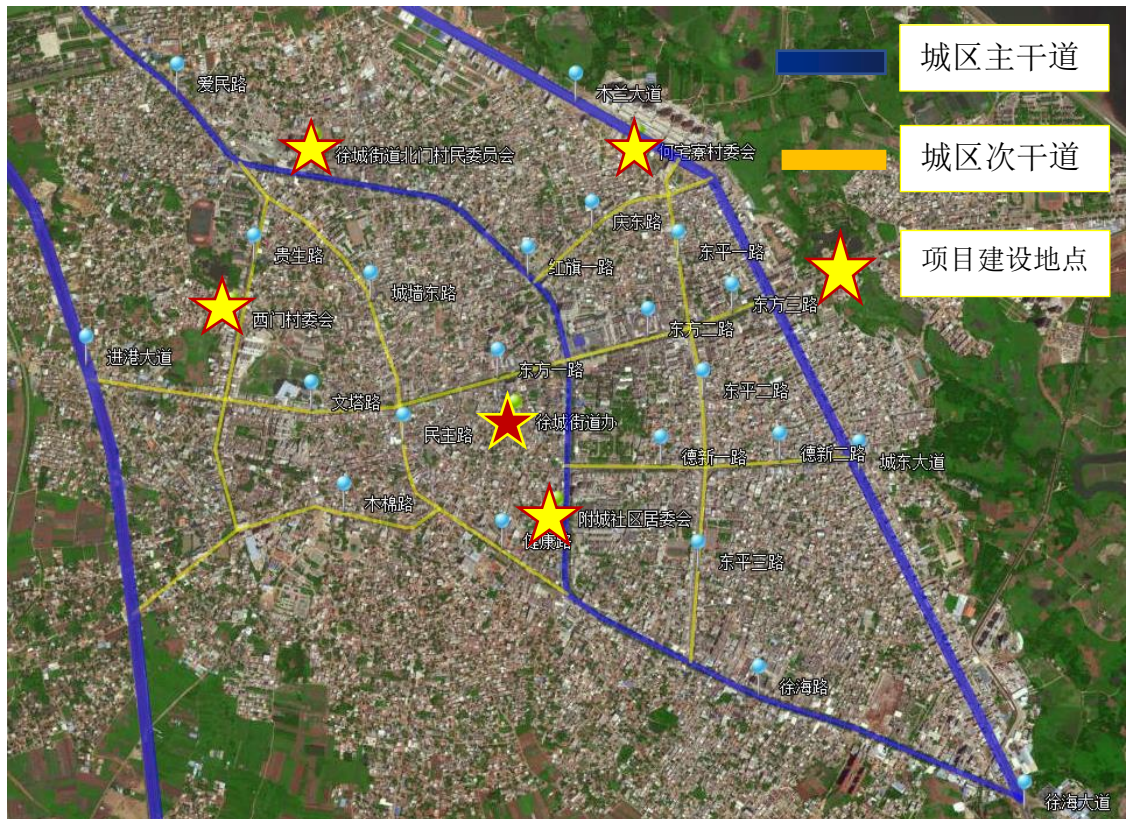 城区主干道
爱民路
木兰大道
徐城街道北门村民委员会
何宅寮村委会
城区次干道
庆东路
贵生路
红旗一路
东平一路
项目建设地点
城墙东路
东方三路
西门村委会
东方二路
进港大道
东方一路
东平二路
文塔路
徐城街道办
民主路
德新一路
德新二路
城东大道
木棉路
附城社区居委会
健康路
东平三路
徐海路
徐海大道